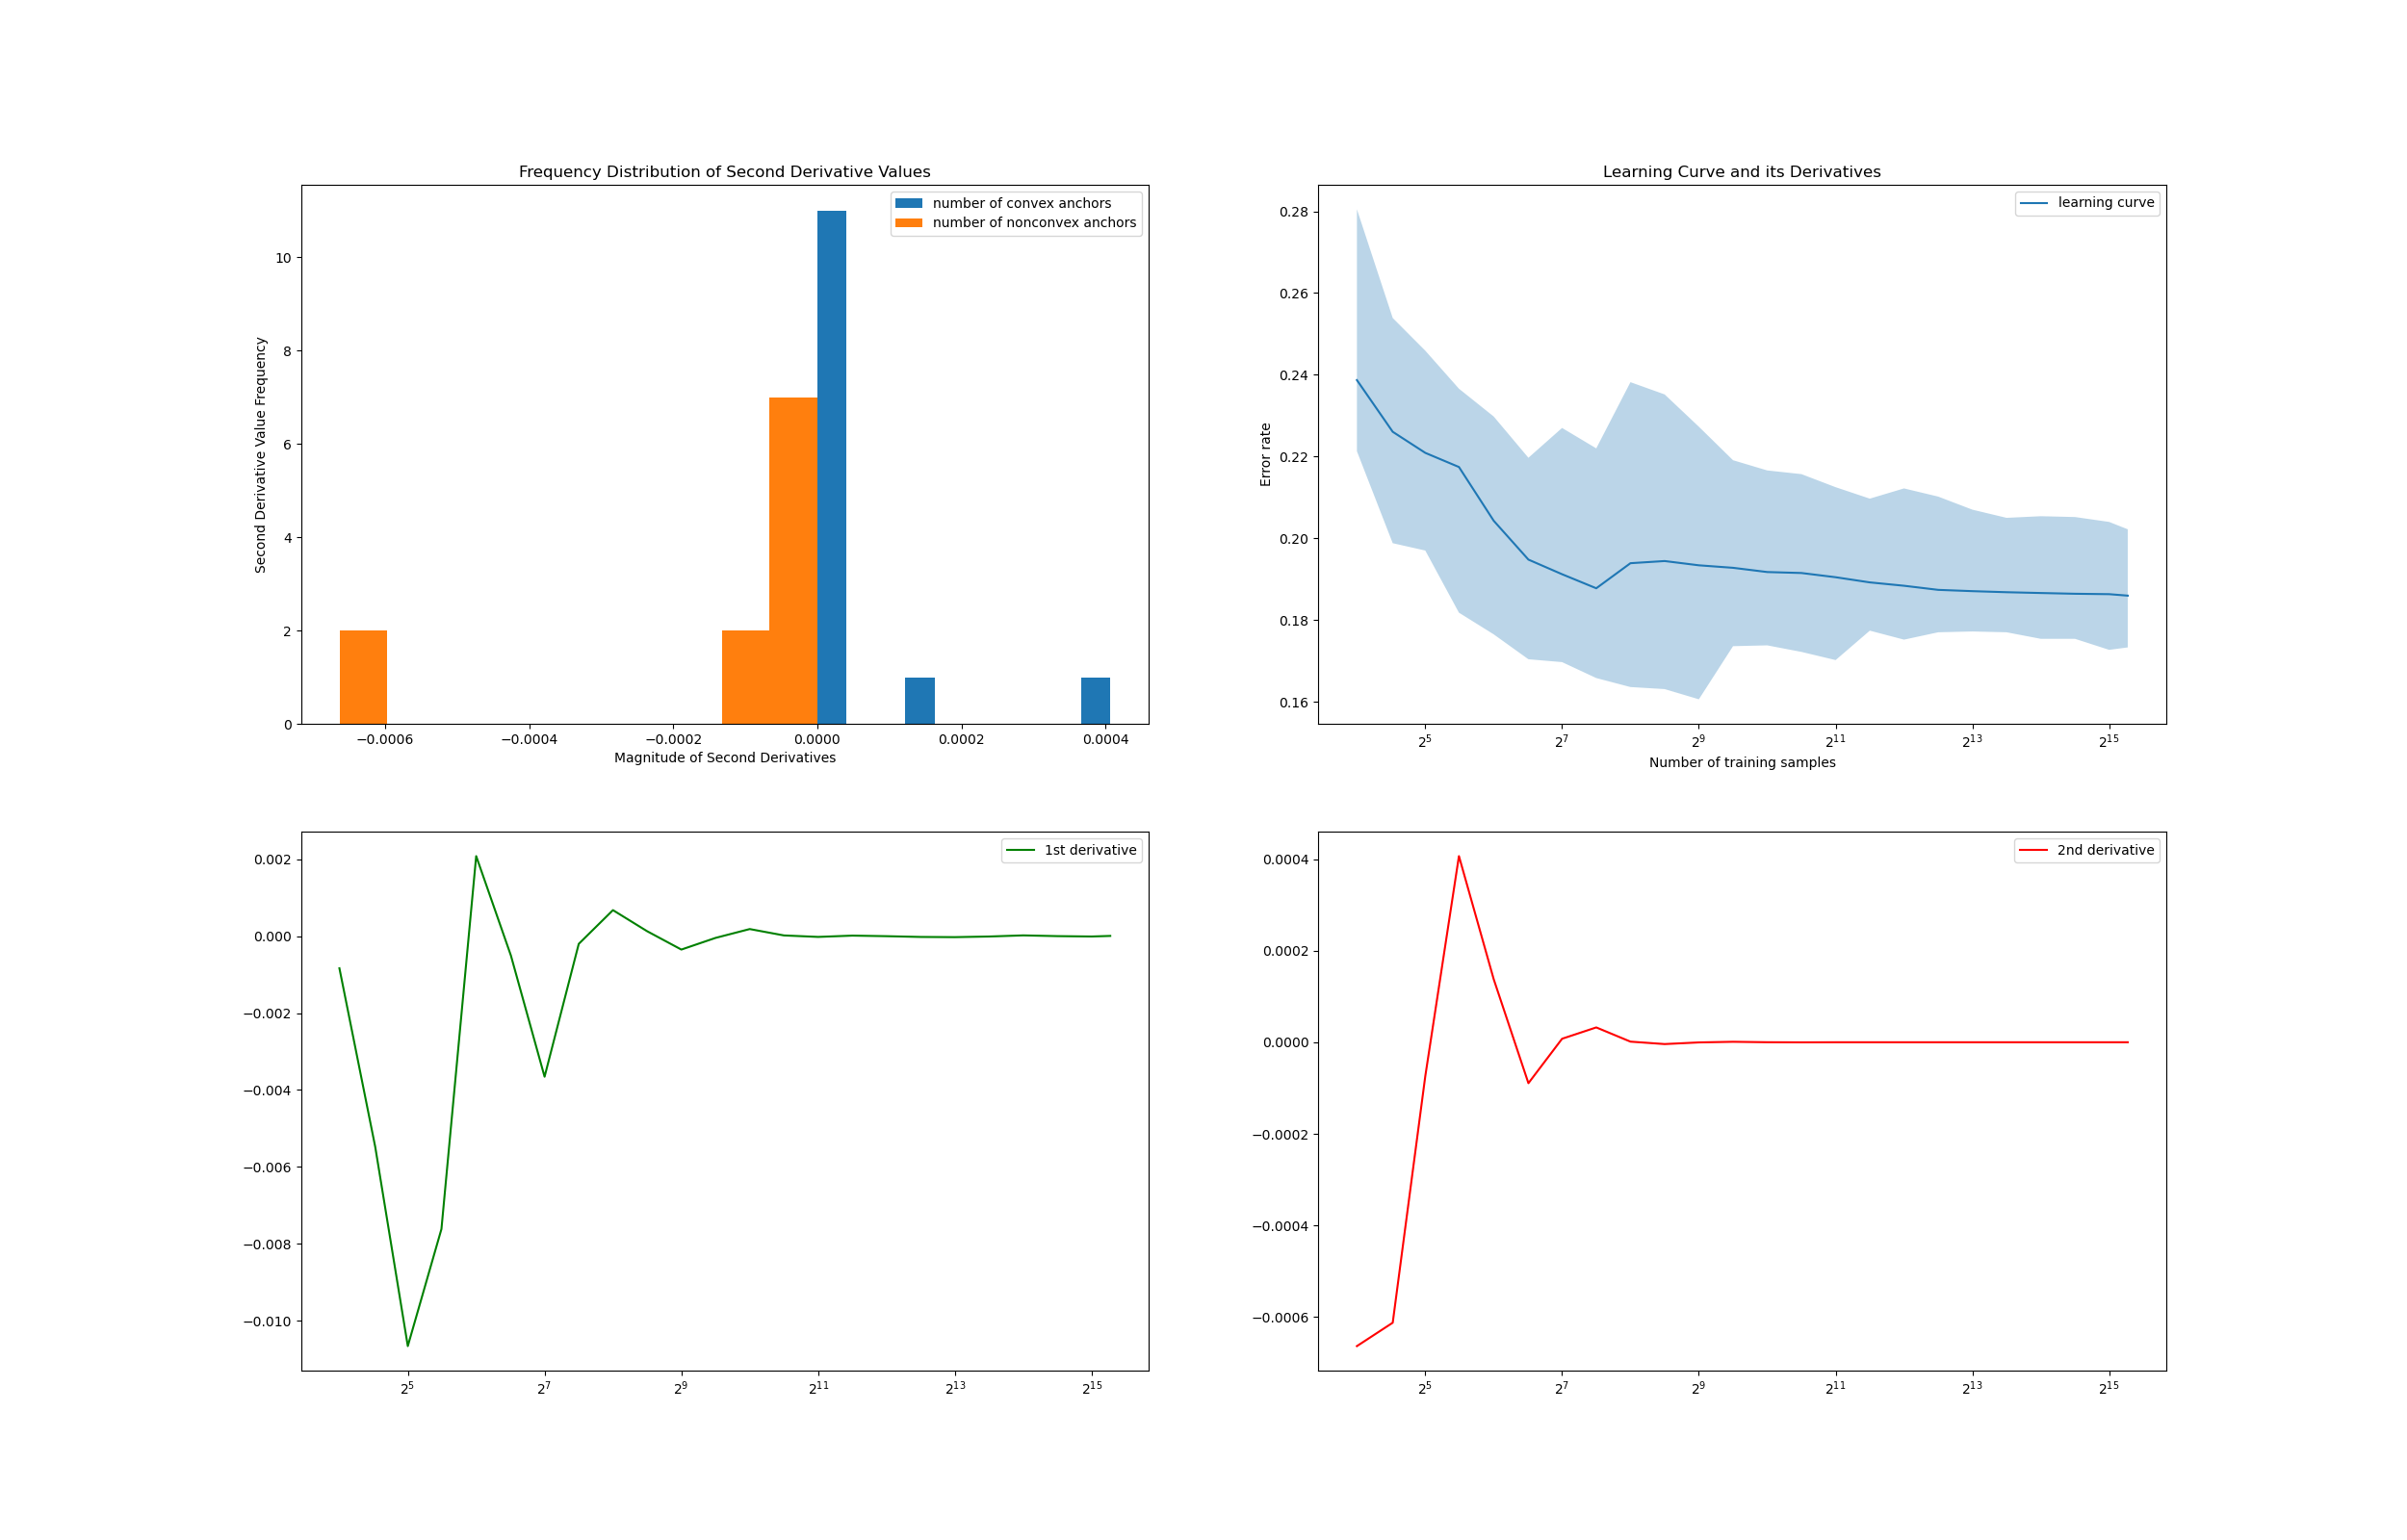 Frequency Distribution of Second Derivative Values
number of convex anchors
number of nonconvex anchors
10
8
6
4
2
0
Second Derivative Value Frequency
−0.0006 −0.0004 −0.0002 0.0000 0.0002 0.0004
Magnitude of Second Derivatives
Learning Curve and its Derivatives
learning curve
0.28
0.26
0.24
0.22
0.20
0.18
0.16
Error rate
2^5 2^7 2^9 2^11 2^13 2^15
Number of training samples
1st derivative
0.002
0.000
−0.002
−0.004
−0.006
−0.008
−0.010
2^5 2^7 2^9 2^11 2^13 2^15
2nd derivative
0.0004
0.0002
0.0000
−0.0002
−0.0004
−0.0006
2^5 2^7 2^9 2^11 2^13 2^15